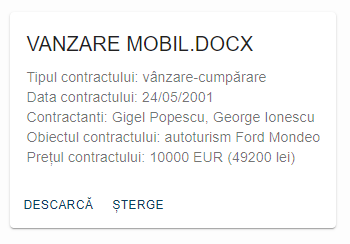 VANZARE MOBIL.DOCX
Tipul contractului: vânzare-cumpărare
Data contractului: 24/05/2001
Contractanti: Gigel Popescu, George Ionescu
Obiectul contractului: autoturism Ford Mondeo
Prețul contractului: 10000 EUR (49200 lei)
DESCARCĂ ȘTERGE